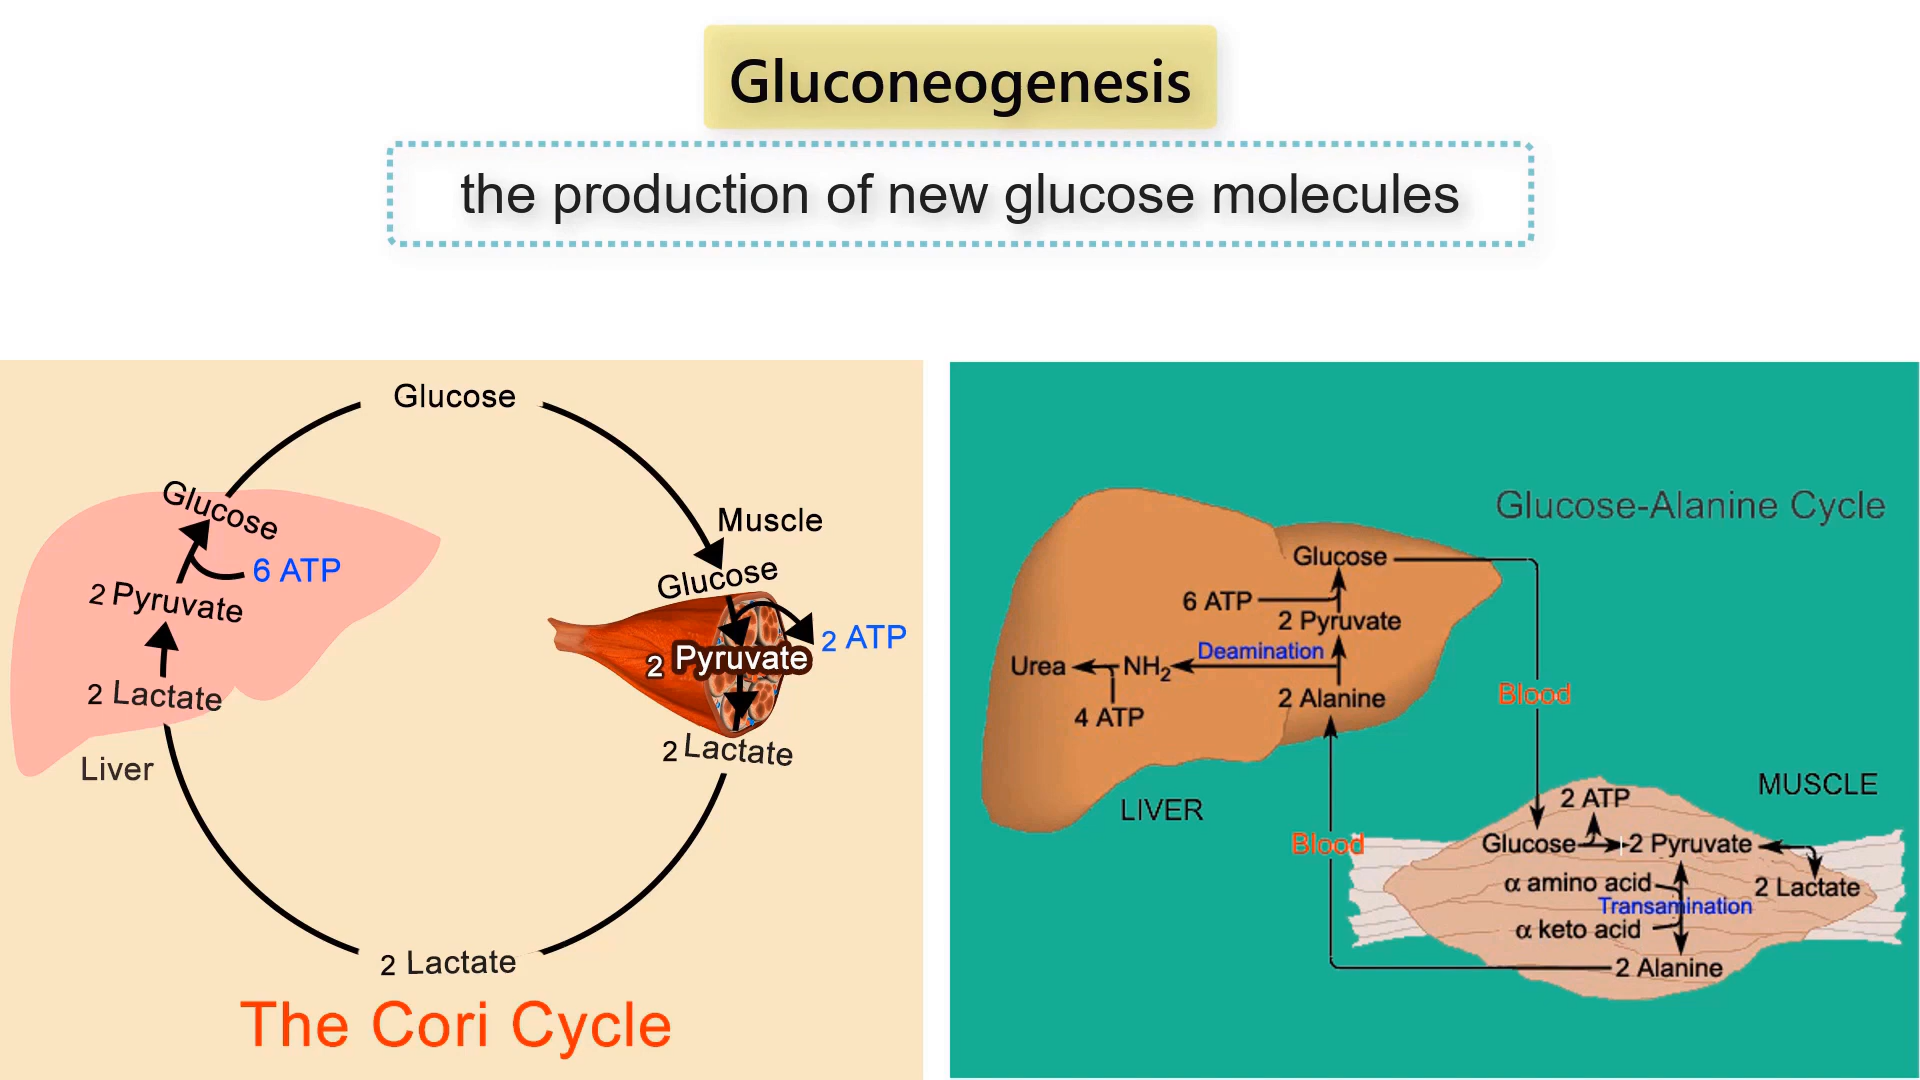 Gluconeogenesis
the production of new glucose molecules
Glucose
Muscle
Glucose
6 ATP
2 Pyruvate
2 Lactate
Liver
Glucose
2 ATP
2 Pyruvate
2 Lactate
2 Lactate
The Cori Cycle
Glucose-Alanine Cycle
Glucose
6 ATP
2 Pyruvate
Deamination
Urea
NH2
2 Alanine
4 ATP
Blood
LIVER
MUSCLE
Blood
2 ATP
Glucose
2 Pyruvate
α amino acid
2 Lactate
Transamination
α keto acid
2 Alanine